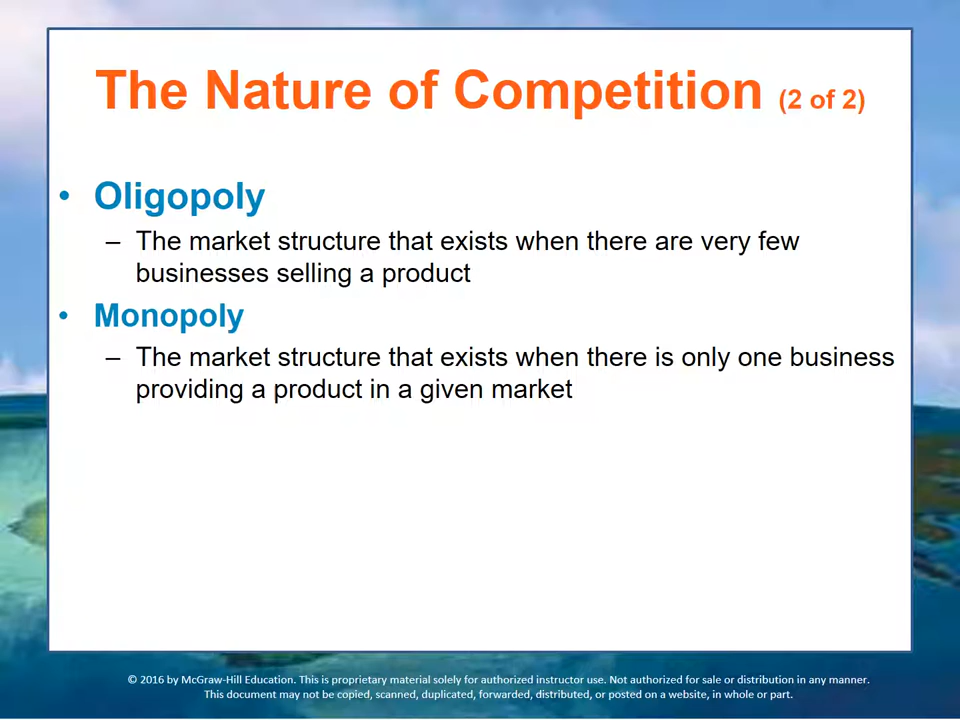 The Nature of Competition (2 of 2)
• Oligopoly
– The market structure that exists when there are very few
businesses selling a product
• Monopoly
– The market structure that exists when there is only one business
providing a product in a given market
© 2016 by McGraw-Hill Education. This is proprietary material solely for authorized instructor use. Not authorized for sale or distribution in any manner.
This document may not be copied, scanned, duplicated, forwarded, distributed, or posted on a website, in whole or part.